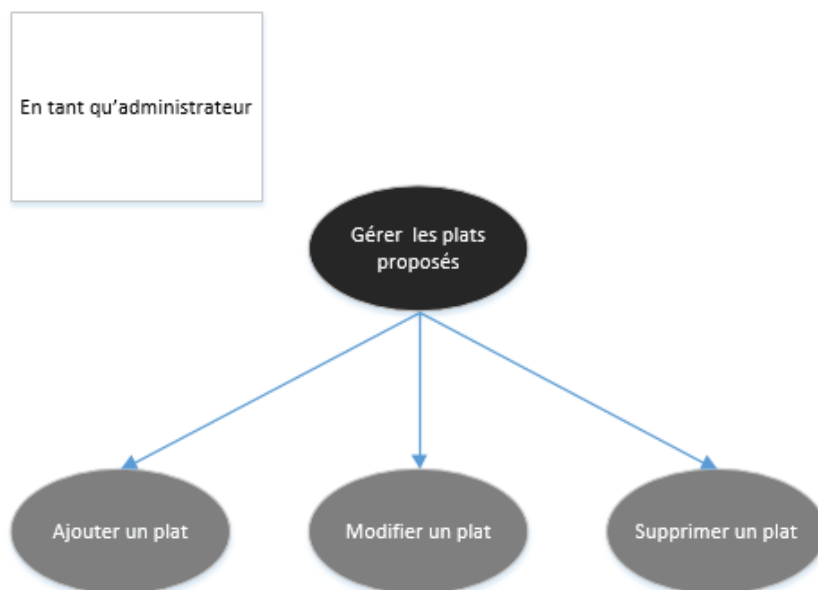 En tant qu’administrateur
Gérer les plats
proposés
Ajouter un plat
Modifier un plat
Supprimer un plat